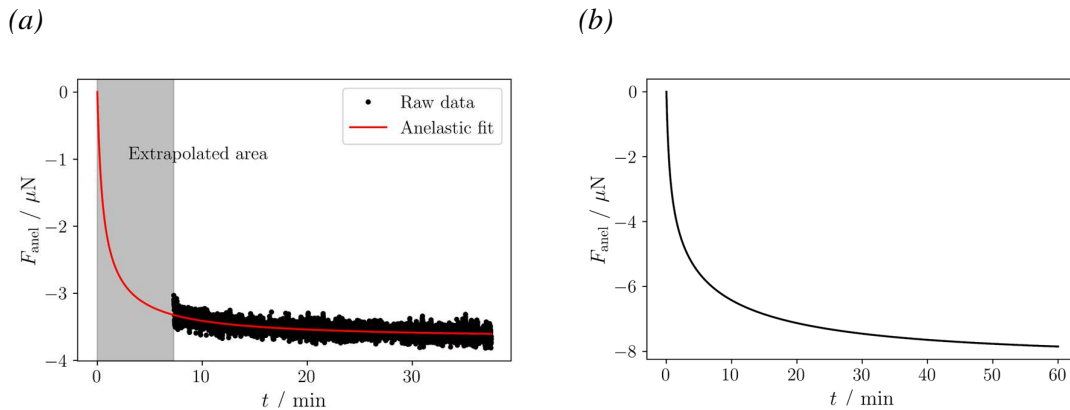 (a)
(b)
0
−1
−2
−3
−4
F_anel / μN
Raw data
Anelastic fit
Extrapolated area
0
10
20
30
t / min
0
−2
−4
−6
−8
F_anel / μN
0
10
20
30
40
50
60
t / min